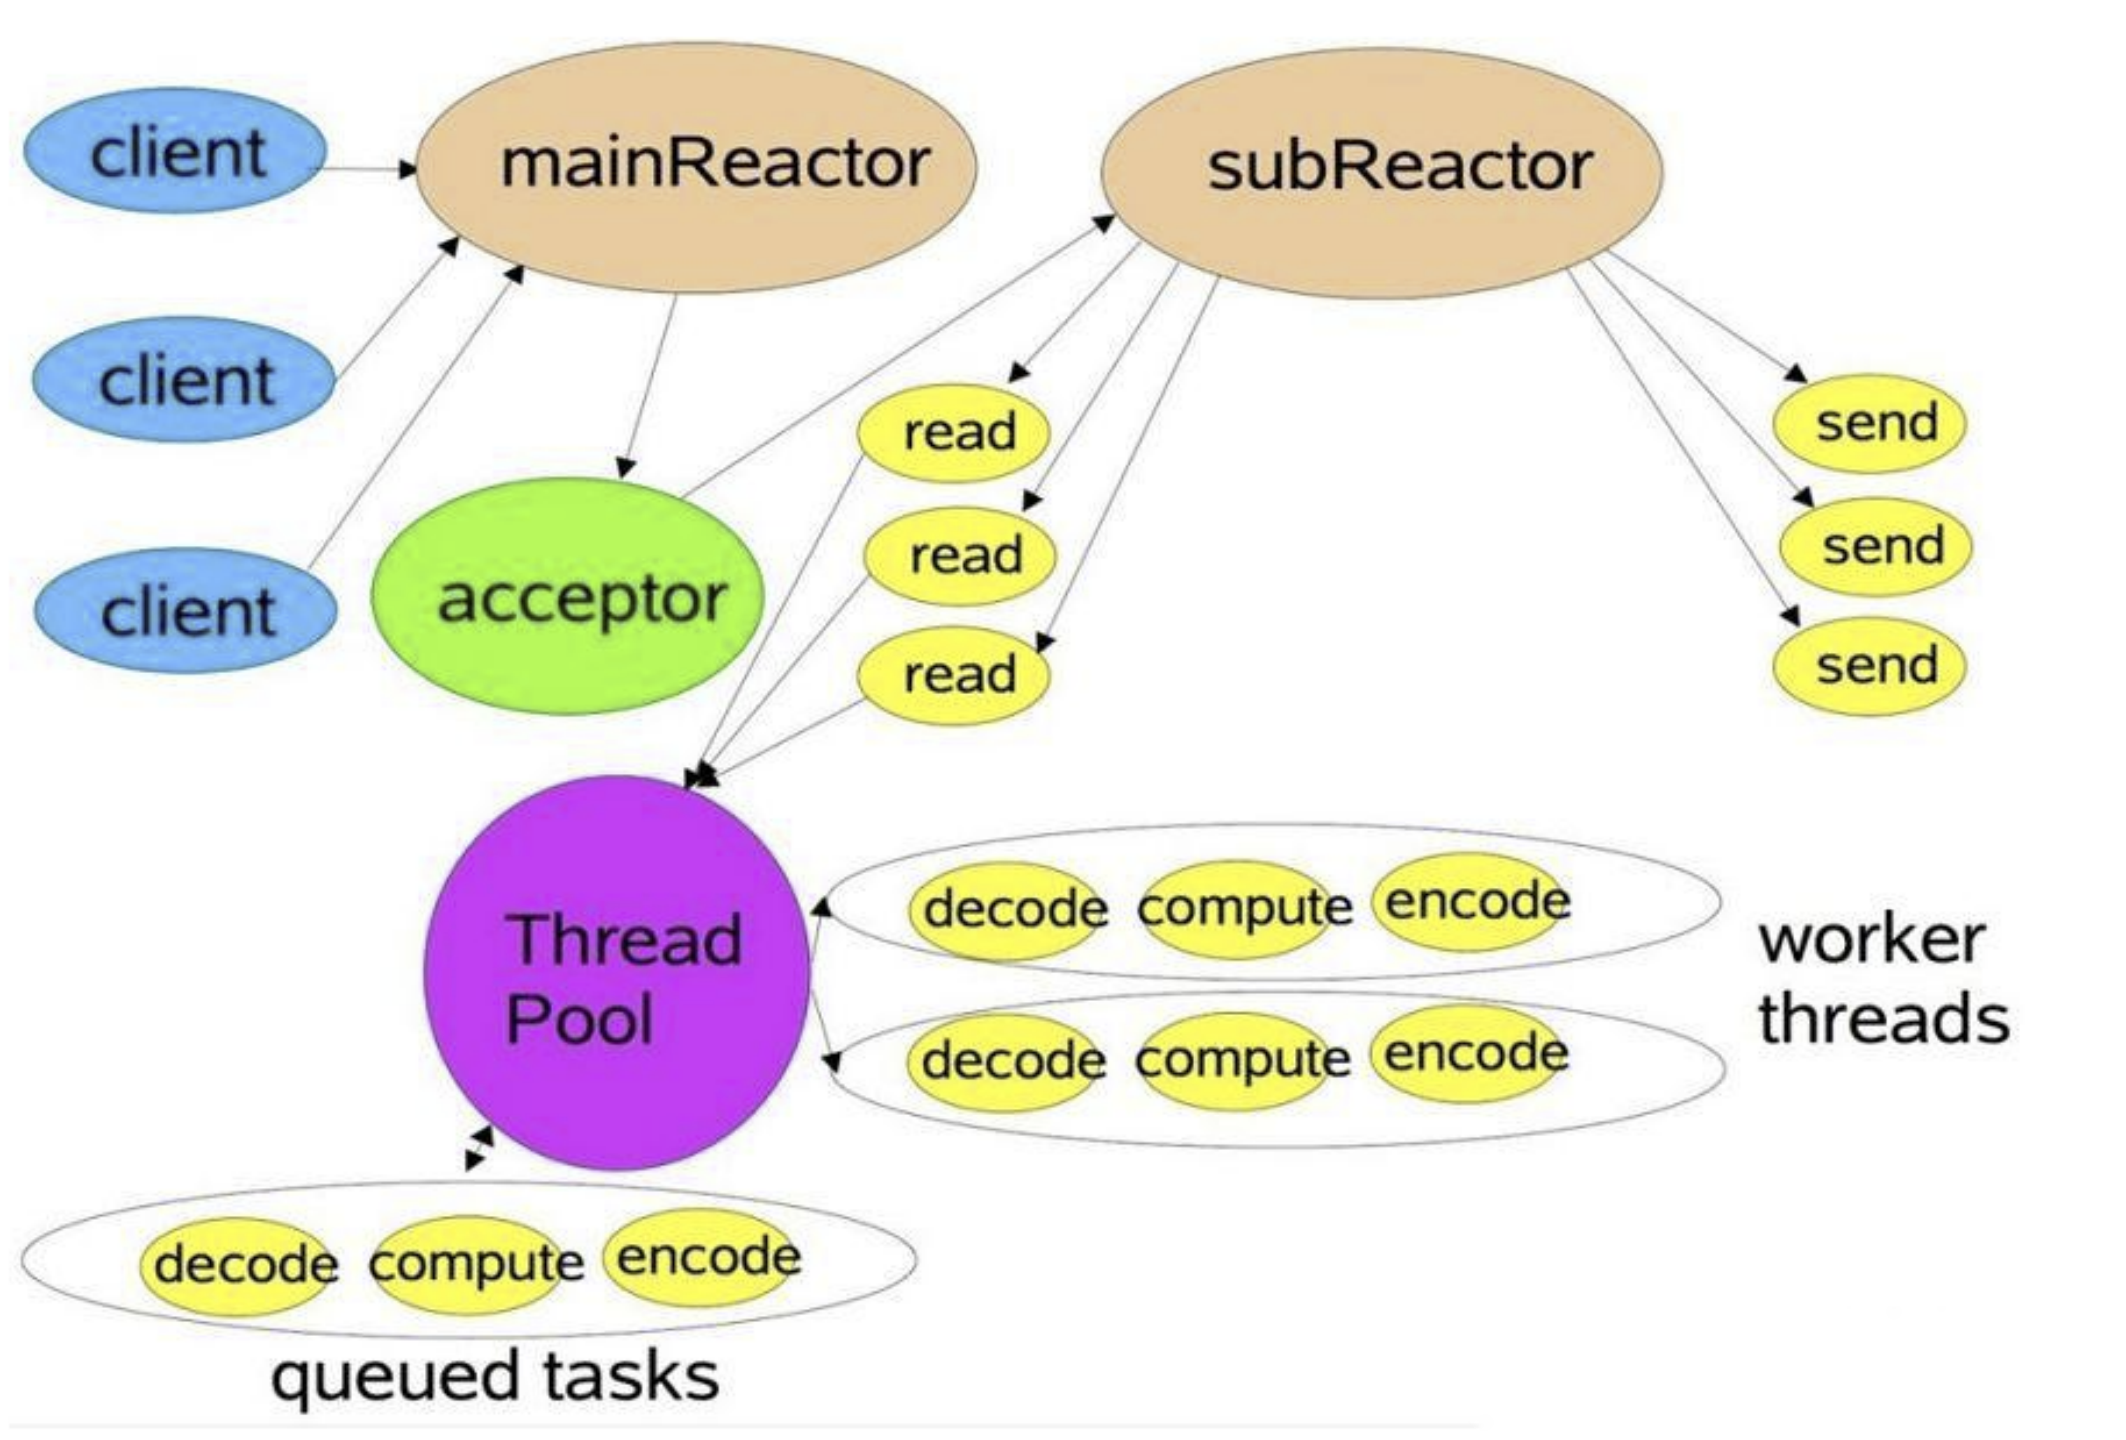 client
mainReactor
subReactor
client
client
acceptor
read
read
read
send
send
send
Thread
Pool
decode compute encode
decode compute encode
worker
threads
decode compute encode
queued tasks